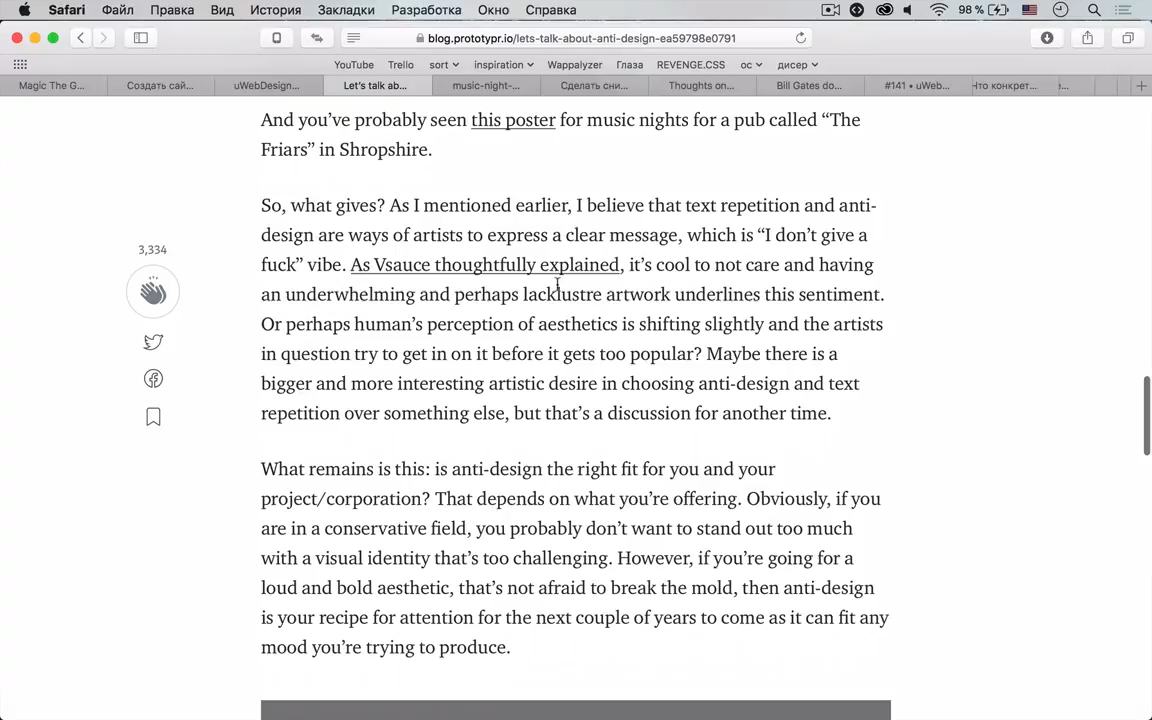 Safari Файл Правка Вид История Закладки Разработка Окно Справка 98 %
blog.prototypr.io/lets-talk-about-anti-design-ea59798e0791
YouTube Trello sort inspiration Wappalyzer Глаза REVENGE.CSS ос дисер
Magic The G... Создать сай... uWebDesign... Let's talk ab... music-night-... Сделать сни... Thoughts on... Bill Gates do... #141 • uWeb... Что конкрет...
And you've probably seen this poster for music nights for a pub called “The
Friars” in Shropshire.
So, what gives? As I mentioned earlier, I believe that text repetition and anti-
design are ways of artists to express a clear message, which is “I don't give a
fuck” vibe. As Vsauce thoughtfully explained, it's cool to not care and having
an underwhelming and perhaps lacklustre artwork underlines this sentiment.
Or perhaps human's perception of aesthetics is shifting slightly and the artists
in question try to get in on it before it gets too popular? Maybe there is a
bigger and more interesting artistic desire in choosing anti-design and text
repetition over something else, but that's a discussion for another time.
3,334
What remains is this: is anti-design the right fit for you and your
project/corporation? That depends on what you're offering. Obviously, if you
are in a conservative field, you probably don't want to stand out too much
with a visual identity that's too challenging. However, if you're going for a
loud and bold aesthetic, that's not afraid to break the mold, then anti-design
is your recipe for attention for the next couple of years to come as it can fit any
mood you're trying to produce.